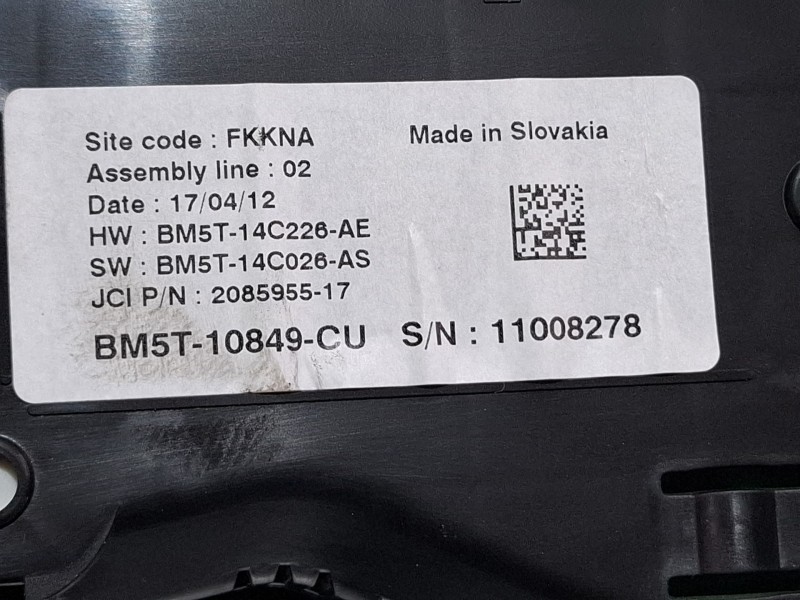 Site code : FKKNA
Made in Slovakia
Assembly line : 02
Date : 17/04/12
HW : BM5T-14C226-AE
SW : BM5T-14C026-AS
JCI P/N : 2085955-17
BM5T-10849-CU S/N : 11008278